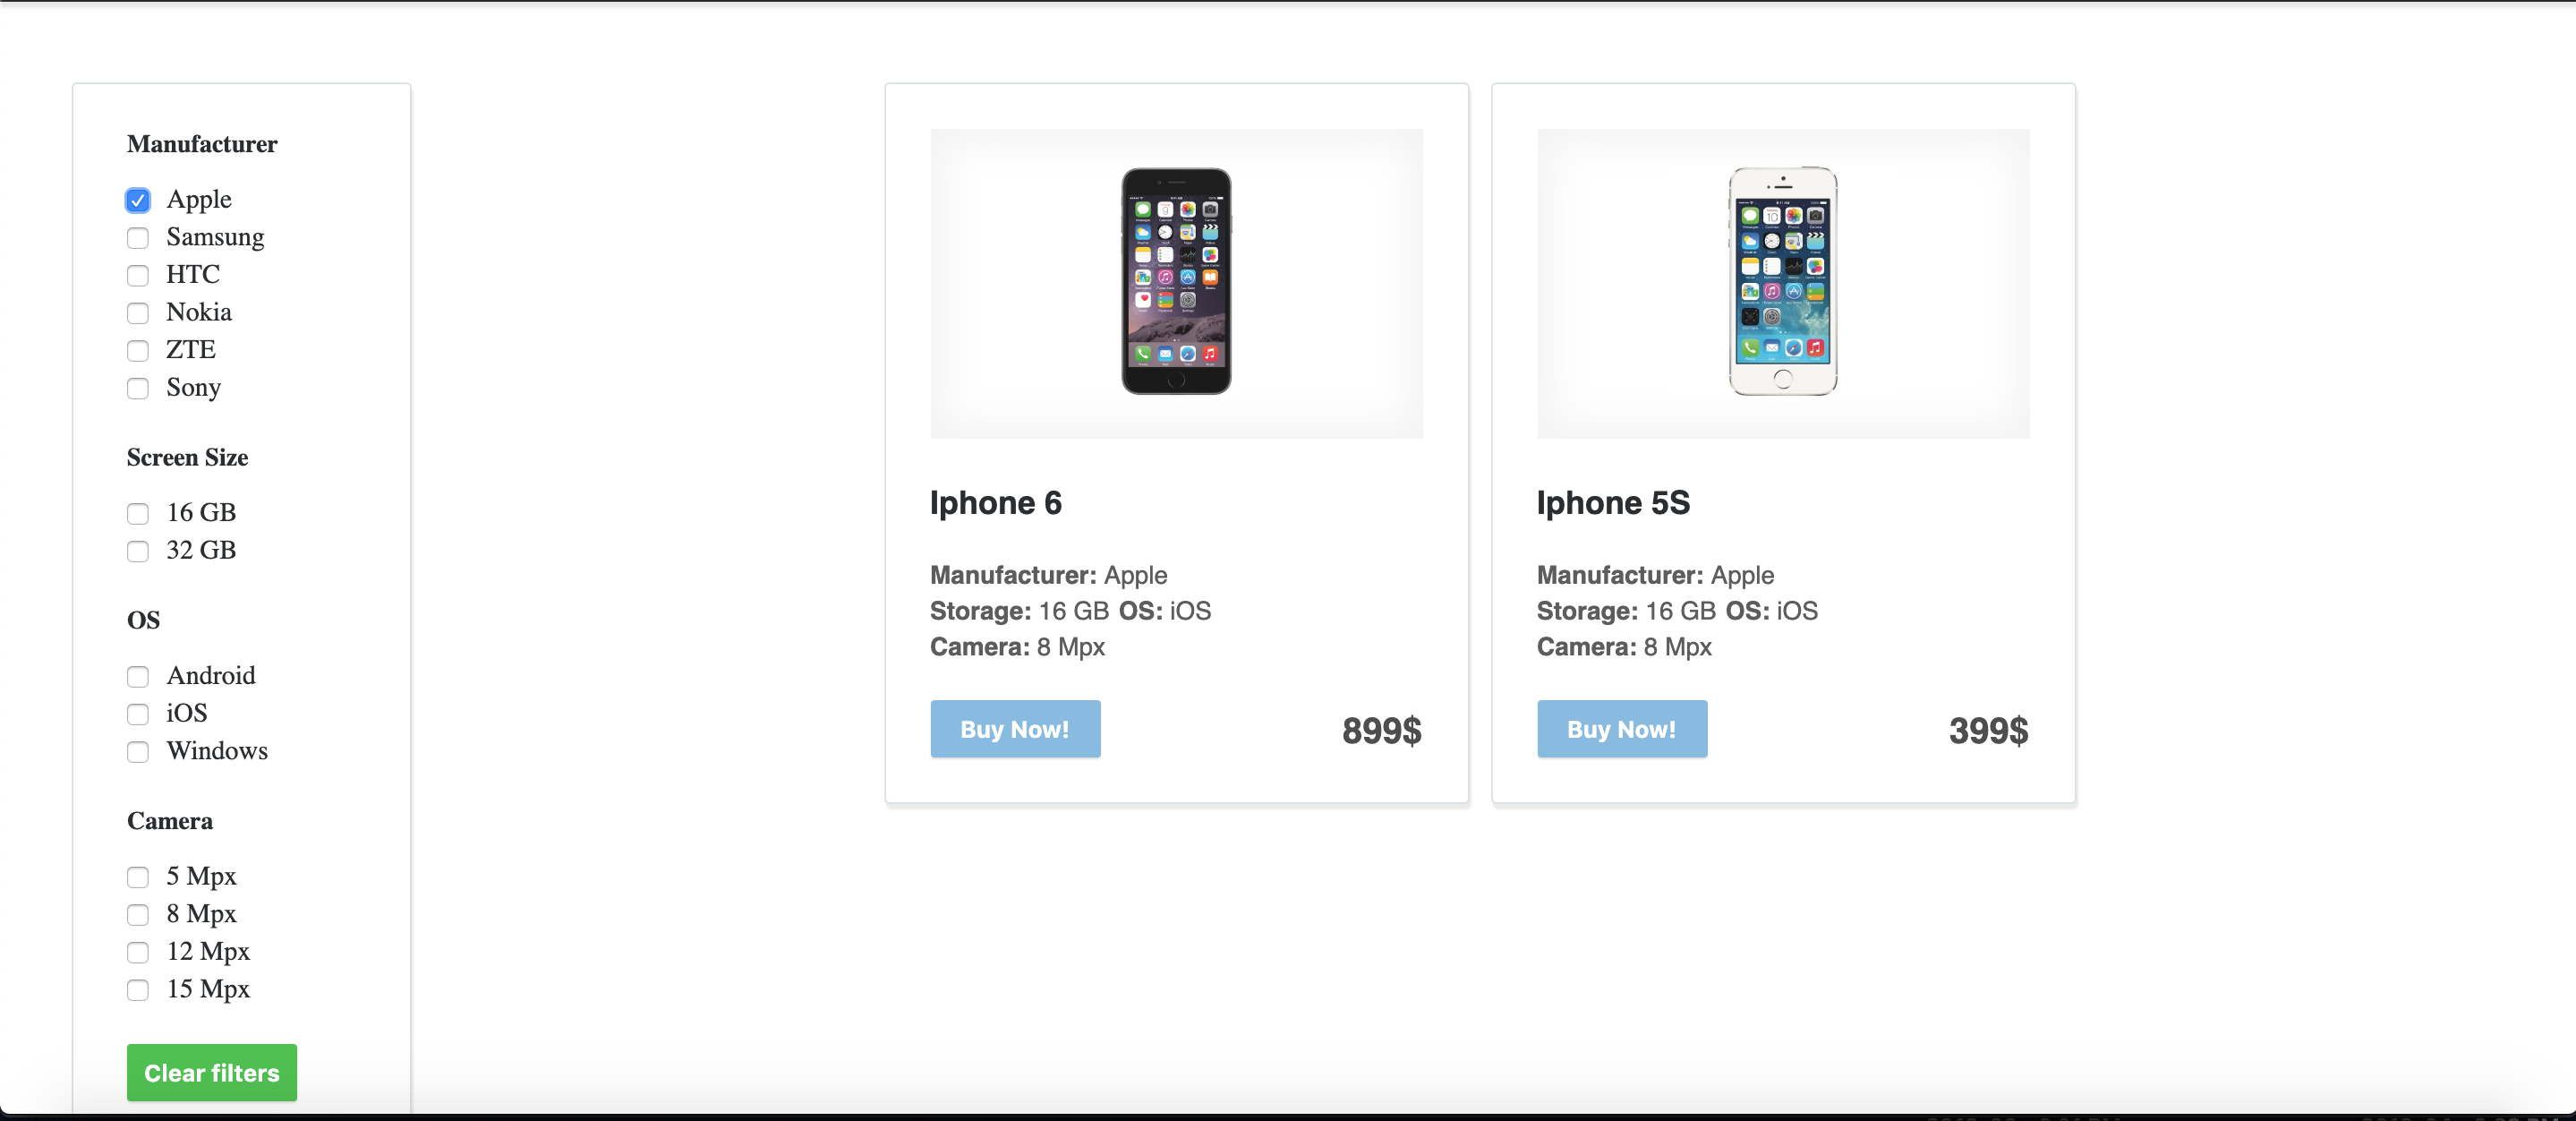 Manufacturer
Apple
Samsung
HTC
Nokia
ZTE
Sony
Screen Size
16 GB
32 GB
OS
Android
iOS
Windows
Camera
5 Mpx
8 Mpx
12 Mpx
15 Mpx
Clear filters
Iphone 6
Manufacturer: Apple
Storage: 16 GB OS: iOS
Camera: 8 Mpx
Buy Now! 899$
Iphone 5S
Manufacturer: Apple
Storage: 16 GB OS: iOS
Camera: 8 Mpx
Buy Now! 399$